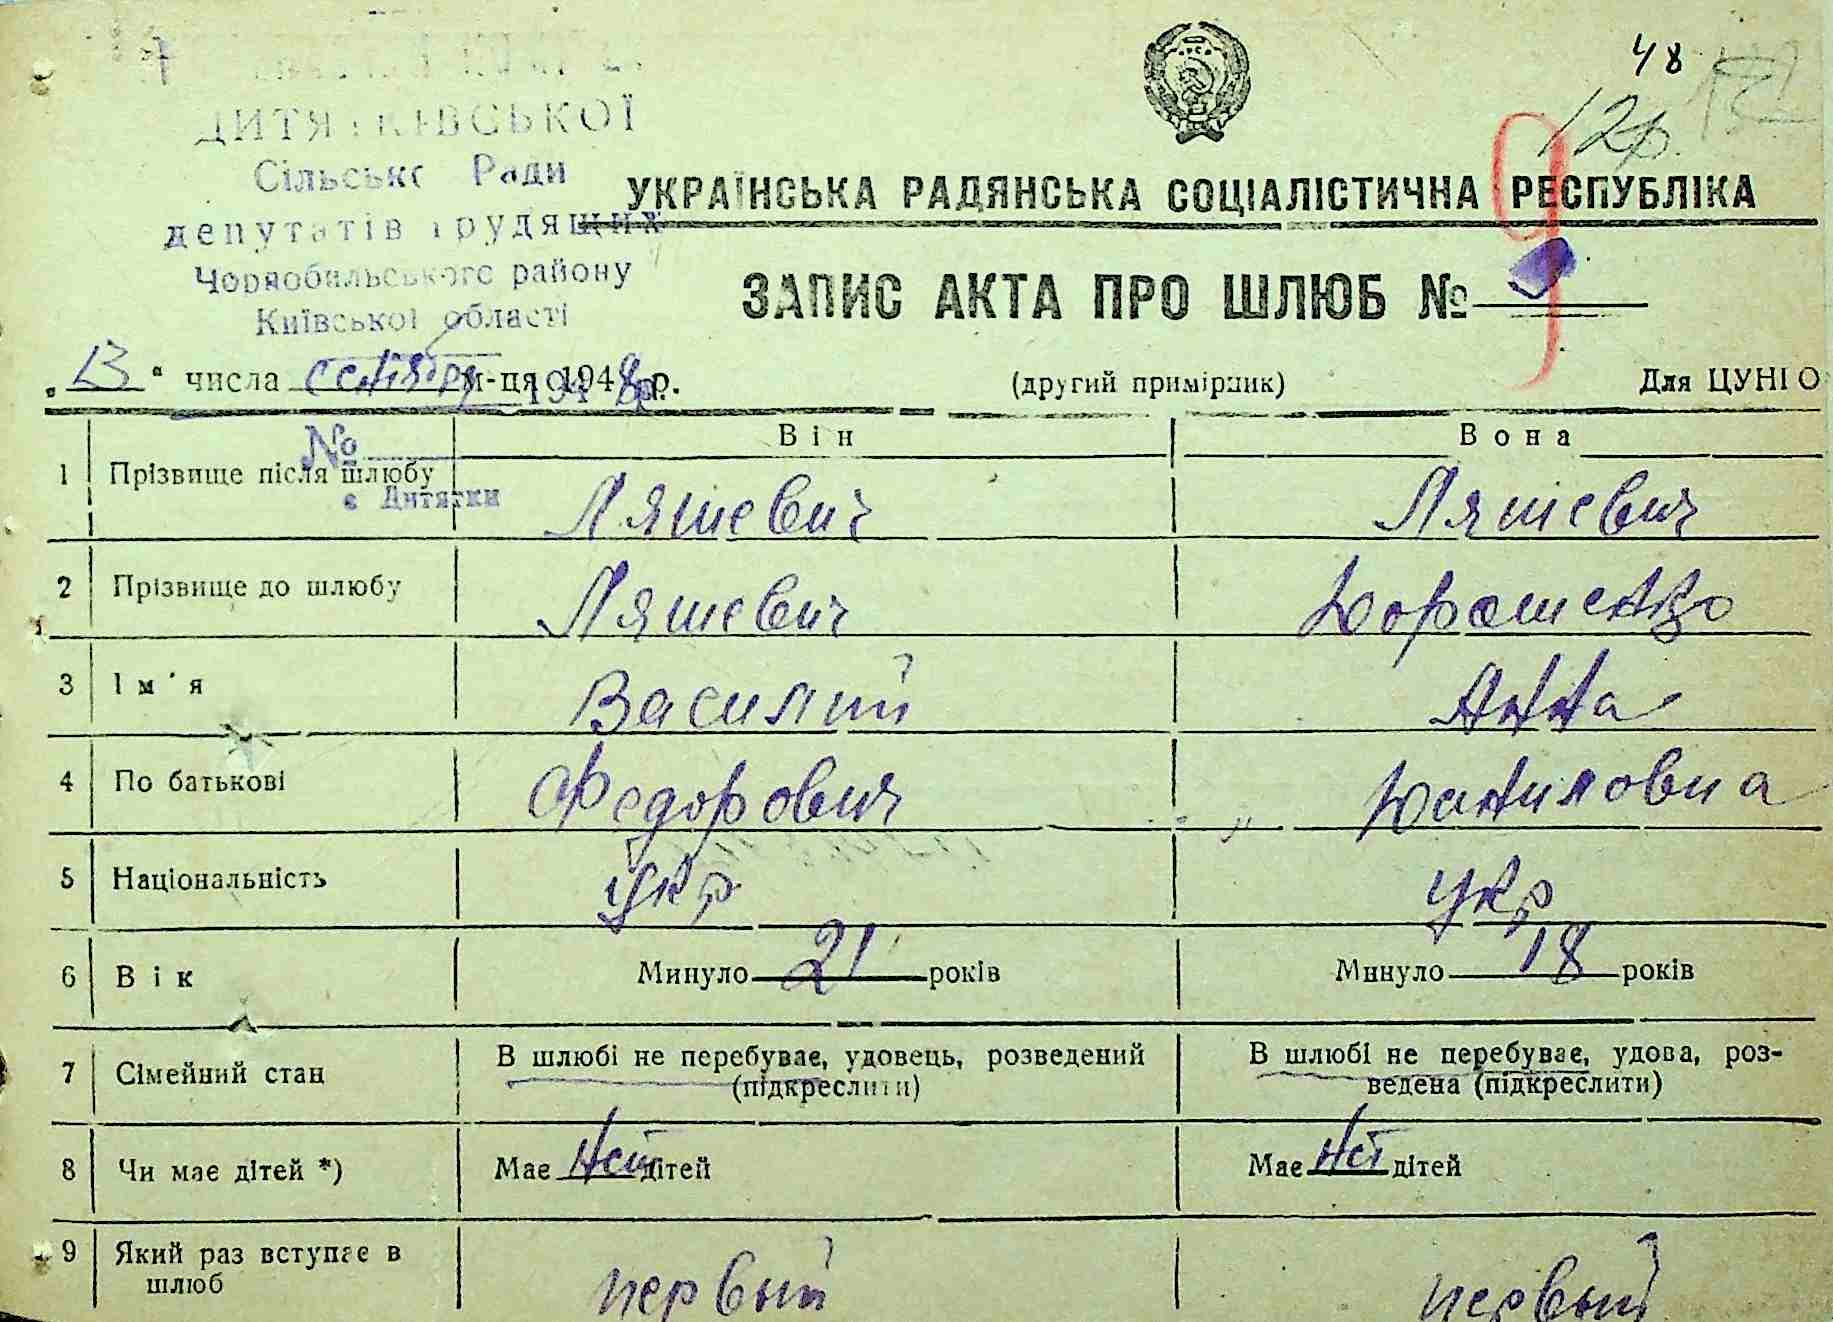 48
12р.
ДИТЯТКІВСЬКОЇ
Сільської Ради
депутатів трудящих
Чорнобильського району
Київської області
УКРАЇНСЬКА РАДЯНСЬКА СОЦІАЛІСТИЧНА РЕСПУБЛІКА
ЗАПИС АКТА ПРО ШЛЮБ № 9
„13" числа сентября м-ця 1948 р.
(другий примірник)
Для ЦУНГО
№
с Дитятки
Він Вона
1 Прізвище після шлюбу Ляшевич Ляшевич
2 Прізвище до шлюбу Ляшевич Дорошенко
3 Ім'я Василий Анна
4 По батькові Федорович Даниловна
5 Національність Укр Укр
6 Вік Минуло 21 років Минуло 18 років
7 Сімейний стан В шлюбі не перебуває, удовець, розведений В шлюбі не перебуває, удова, роз-
(підкреслити) ведена (підкреслити)
8 Чи має дітей *) Має нет дітей Має нет дітей
9 Який раз вступає в
шлюб первый первый